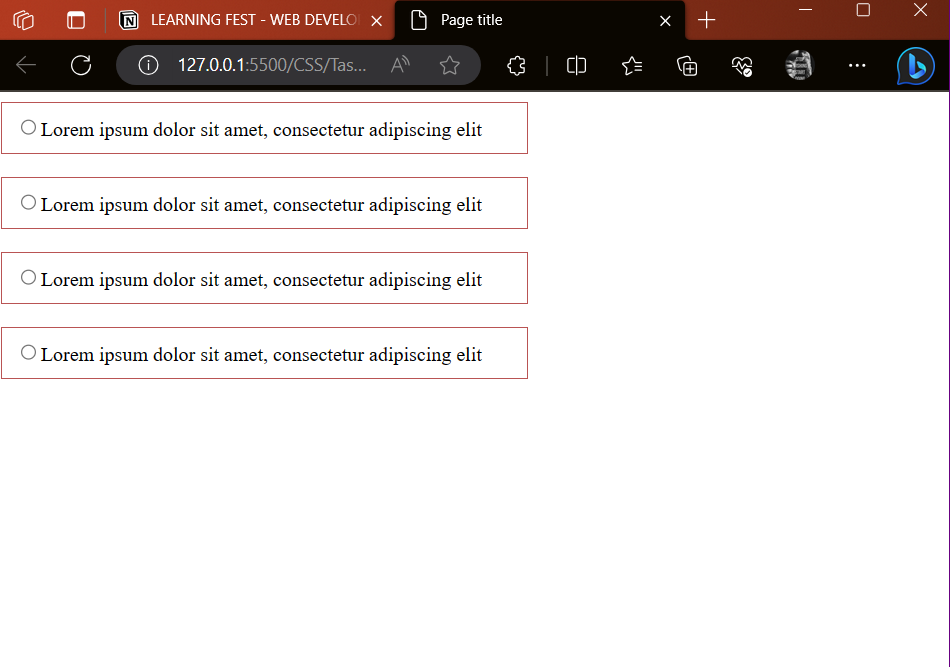 LEARNING FEST - WEB DEVELO
Page title
127.0.0.1:5500/CSS/Tas...
Lorem ipsum dolor sit amet, consectetur adipiscing elit
Lorem ipsum dolor sit amet, consectetur adipiscing elit
Lorem ipsum dolor sit amet, consectetur adipiscing elit
Lorem ipsum dolor sit amet, consectetur adipiscing elit